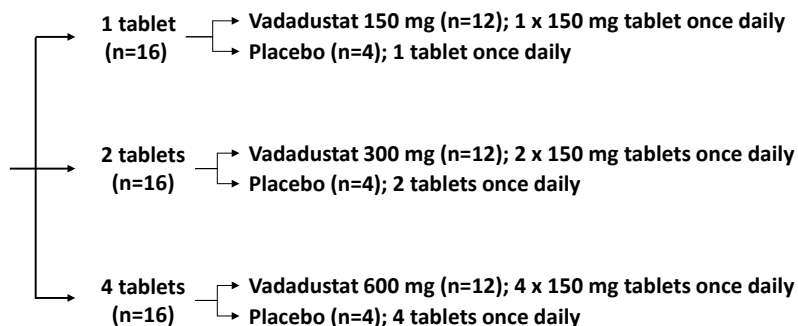 1 tablet
(n=16)
Vadadustat 150 mg (n=12); 1 x 150 mg tablet once daily
Placebo (n=4); 1 tablet once daily
2 tablets
(n=16)
Vadadustat 300 mg (n=12); 2 x 150 mg tablets once daily
Placebo (n=4); 2 tablets once daily
4 tablets
(n=16)
Vadadustat 600 mg (n=12); 4 x 150 mg tablets once daily
Placebo (n=4); 4 tablets once daily